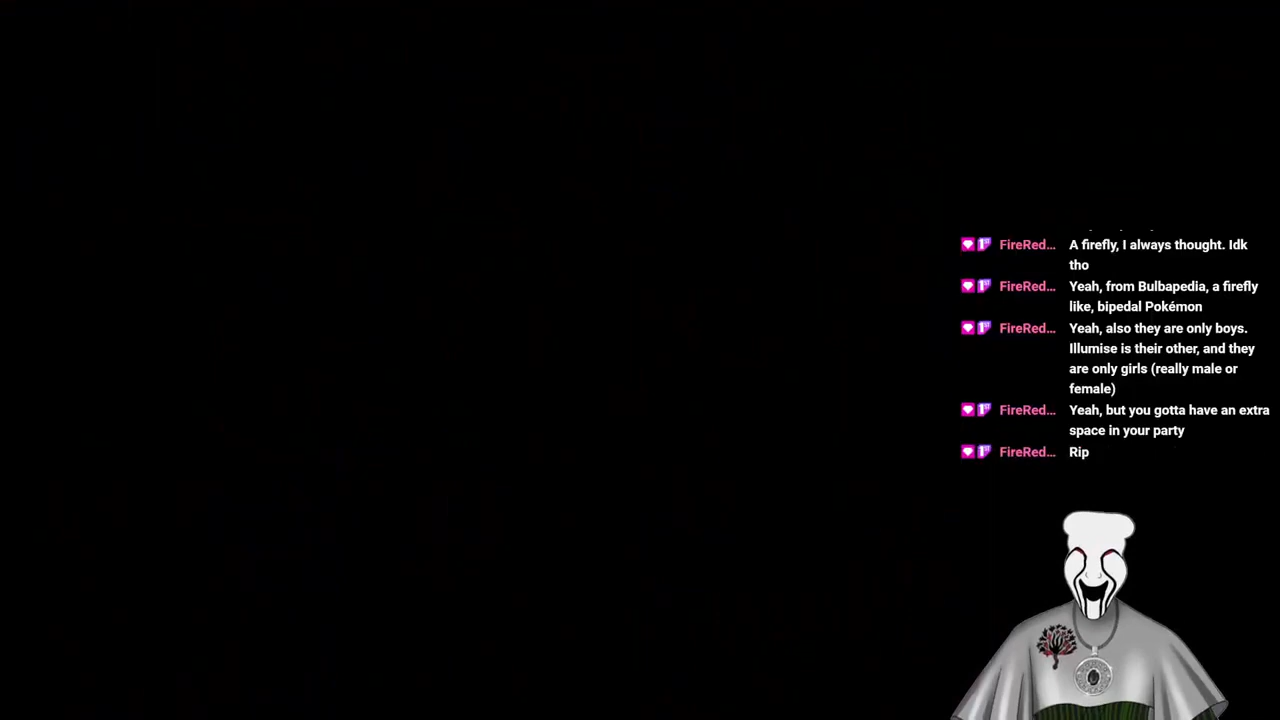 FireRed... A firefly, I always thought. Idk
tho
FireRed... Yeah, from Bulbapedia, a firefly
like, bipedal Pokémon
FireRed... Yeah, also they are only boys.
Illumise is their other, and they
are only girls (really male or
female)
FireRed... Yeah, but you gotta have an extra
space in your party
FireRed... Rip